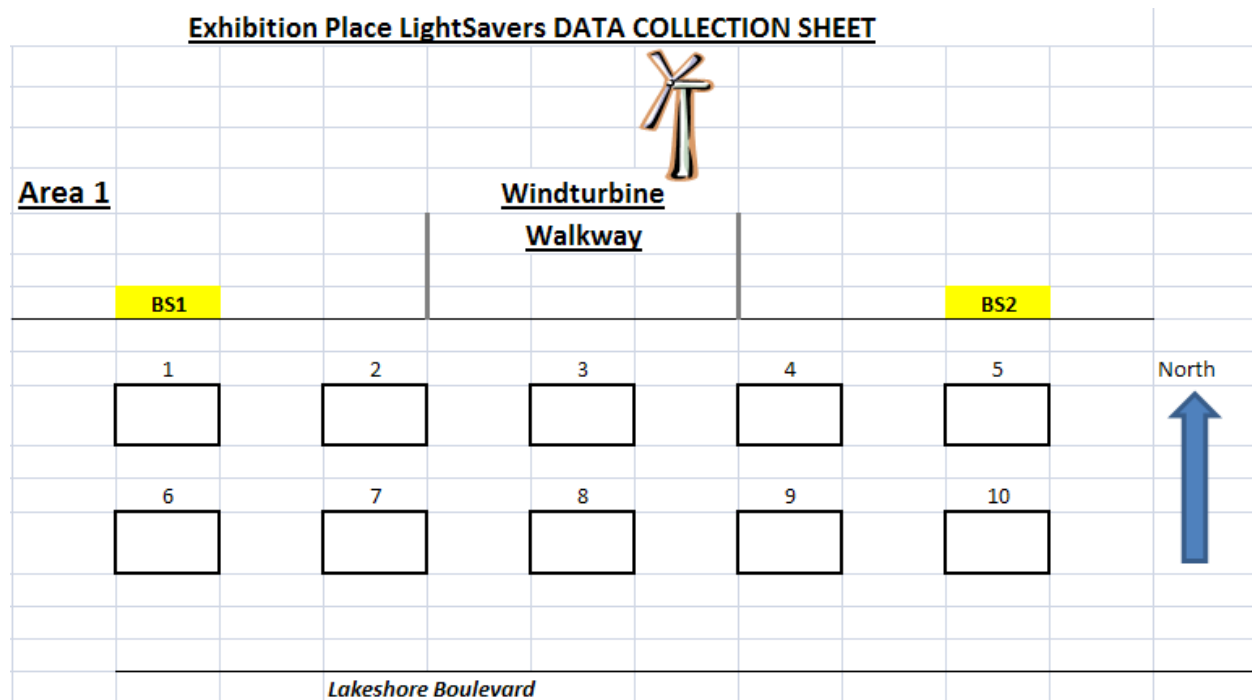 Exhibition Place LightSavers DATA COLLECTION SHEET
Area 1
Windturbine
Walkway
BS1 BS2
1 2 3 4 5 North
6 7 8 9 10
Lakeshore Boulevard